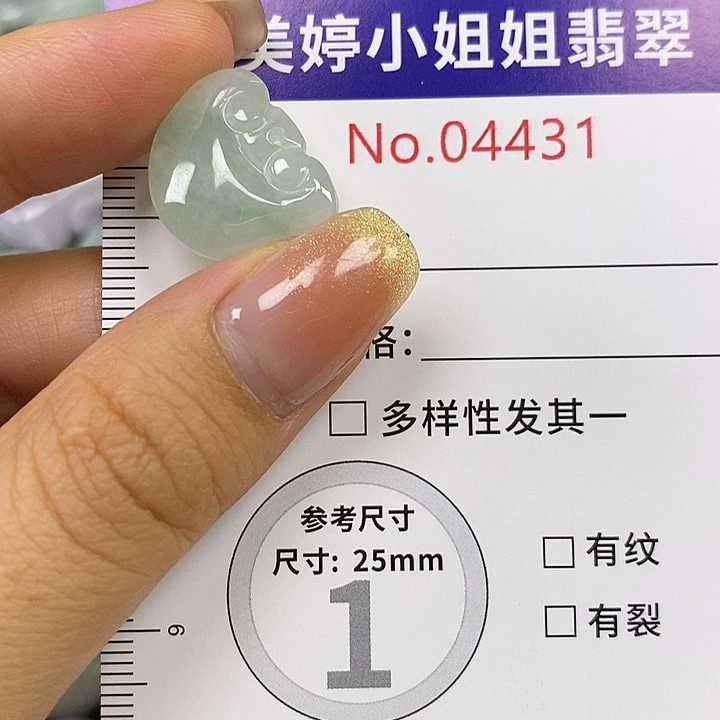 美婷小姐姐翡翠
No.04431
格：
□ 多样性发其一
参考尺寸
尺寸: 25mm
1
□ 有纹
□ 有裂
9